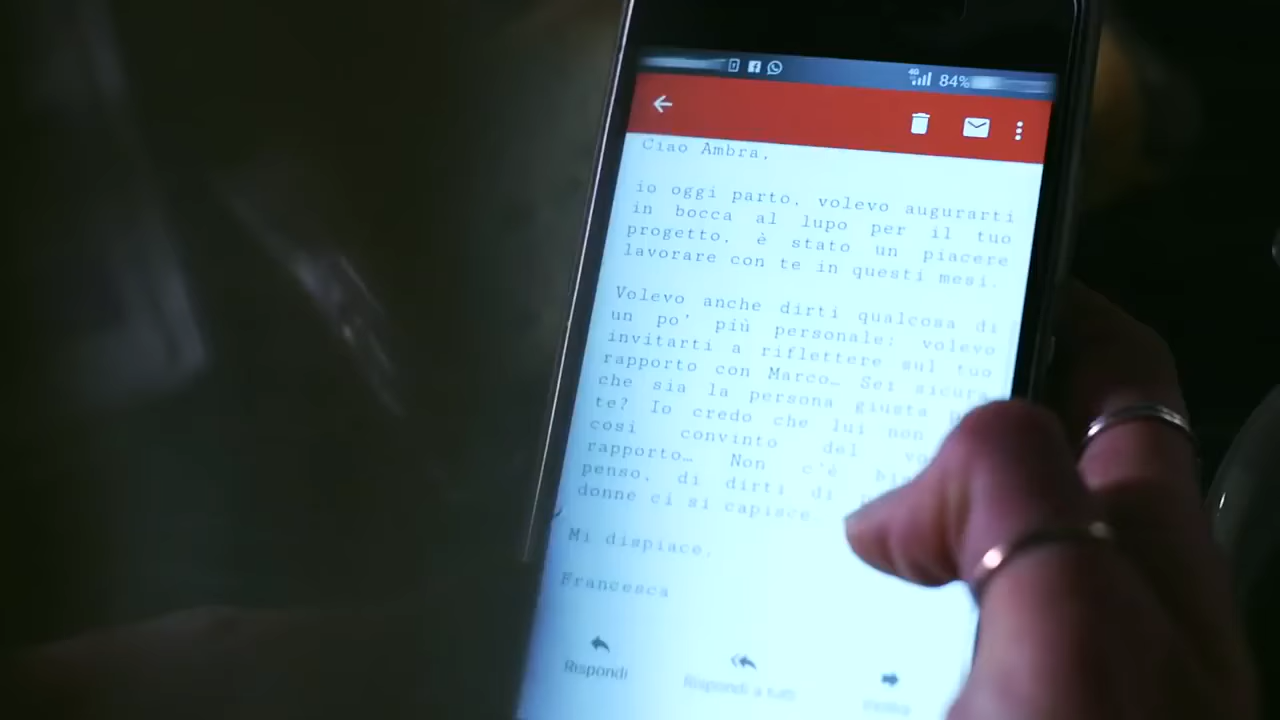 84%
Ciao Ambra,
io oggi parto, volevo augurarti
in bocca al lupo per il tuo
progetto, è stato un piacere
lavorare con te in questi mesi.
Volevo anche dirti qualcosa di
un po' più personale: volevo
invitarti a riflettere sul tuo
rapporto con Marco… Sei sicura
che sia la persona giusta
te? Io credo che lui non
così convinto del
rapporto… Non c'è
penso, di dirti di
donne ci si capisce
Mi dispiace,
Francesca
Rispondi
Rispondi a tutti